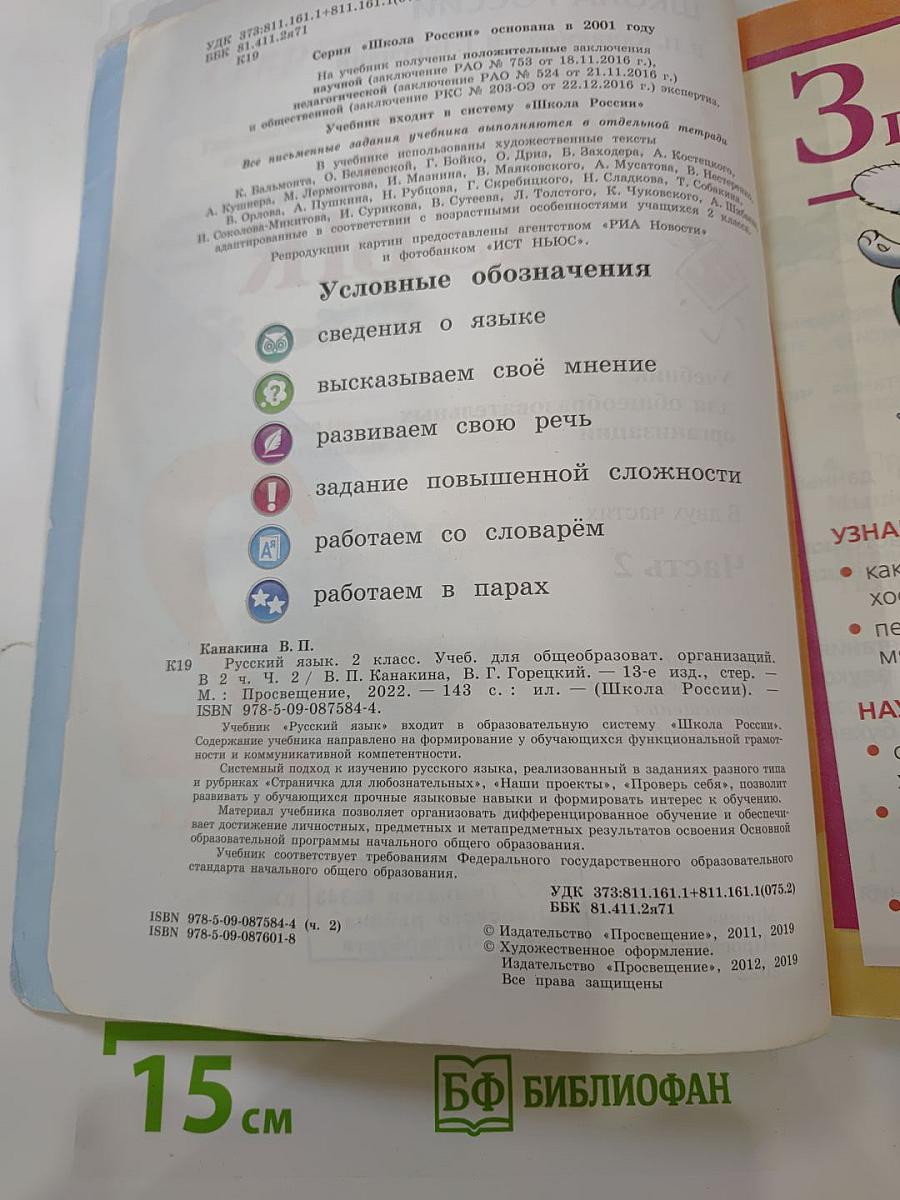 УДК 373:811.161.1+811.161.1(075.2)
ББК 81.411.2я71
К19
Серия «Школа России» основана в 2001 году
На учебник получены положительные заключения
научной (заключение РАО № 753 от 18.11.2016 г.),
педагогической (заключение РАО № 524 от 21.11.2016 г.)
и общественной (заключение РКС № 203-ОЭ от 22.12.2016 г.) экспертиз.
Учебник входит в систему «Школа России»
Все письменные задания учебника выполняются в отдельной тетради
В учебнике использованы художественные тексты
К. Бальмонта, О. Белявской, Г. Бойко, О. Дриз, Б. Заходера, А. Костецкого,
А. Кушнера, М. Лермонтова, И. Мазнина, В. Маяковского, А. Мусатова, В. Нестеренко,
В. Орлова, А. Пушкина, Н. Рубцова, Г. Скребицкого, Н. Сладкова, Т. Собакина,
И. Соколова-Микитова, И. Сурикова, В. Сутеева, Л. Толстого, К. Чуковского, А.
адаптированные в соответствии с возрастными особенностями учащихся 2 класса.
Репродукции картин предоставлены агентством «РИА Новости»
и фотобанком «ИСТ НЬЮС».
Условные обозначения
сведения о языке
высказываем своё мнение
развиваем свою речь
задание повышенной сложности
работаем со словарём
работаем в парах
Канакина В. П.
К19 Русский язык. 2 класс. Учеб. для общеобразоват. организаций.
В 2 ч. Ч. 2 / В. П. Канакина, В. Г. Горецкий. — 13-е изд., стер. —
М. : Просвещение, 2022. — 143 с. : ил. — (Школа России). —
ISBN 978-5-09-087584-4.
Учебник «Русский язык» входит в образовательную систему «Школа России».
Содержание учебника направлено на формирование у обучающихся функциональной грамот-
ности и коммуникативной компетентности.
Системный подход к изучению русского языка, реализованный в заданиях разного типа
и рубриках «Страничка для любознательных», «Наши проекты», «Проверь себя», позволит
развивать у обучающихся прочные языковые навыки и формировать интерес к обучению.
Материал учебника позволяет организовать дифференцированное обучение и обеспечи-
вает достижение личностных, предметных и метапредметных результатов освоения Основной
образовательной программы начального общего образования.
Учебник соответствует требованиям Федерального государственного образовательного
стандарта начального общего образования.
УДК 373:811.161.1+811.161.1(075.2)
ББК 81.411.2я71
ISBN 978-5-09-087584-4 (ч. 2)
ISBN 978-5-09-087601-8
© Издательство «Просвещение», 2011, 2019
© Художественное оформление.
Издательство «Просвещение», 2012, 2019
Все права защищены
УЗНА
• как
хо
• пе
НАУ
15 см
БФ БИБЛИОФАН